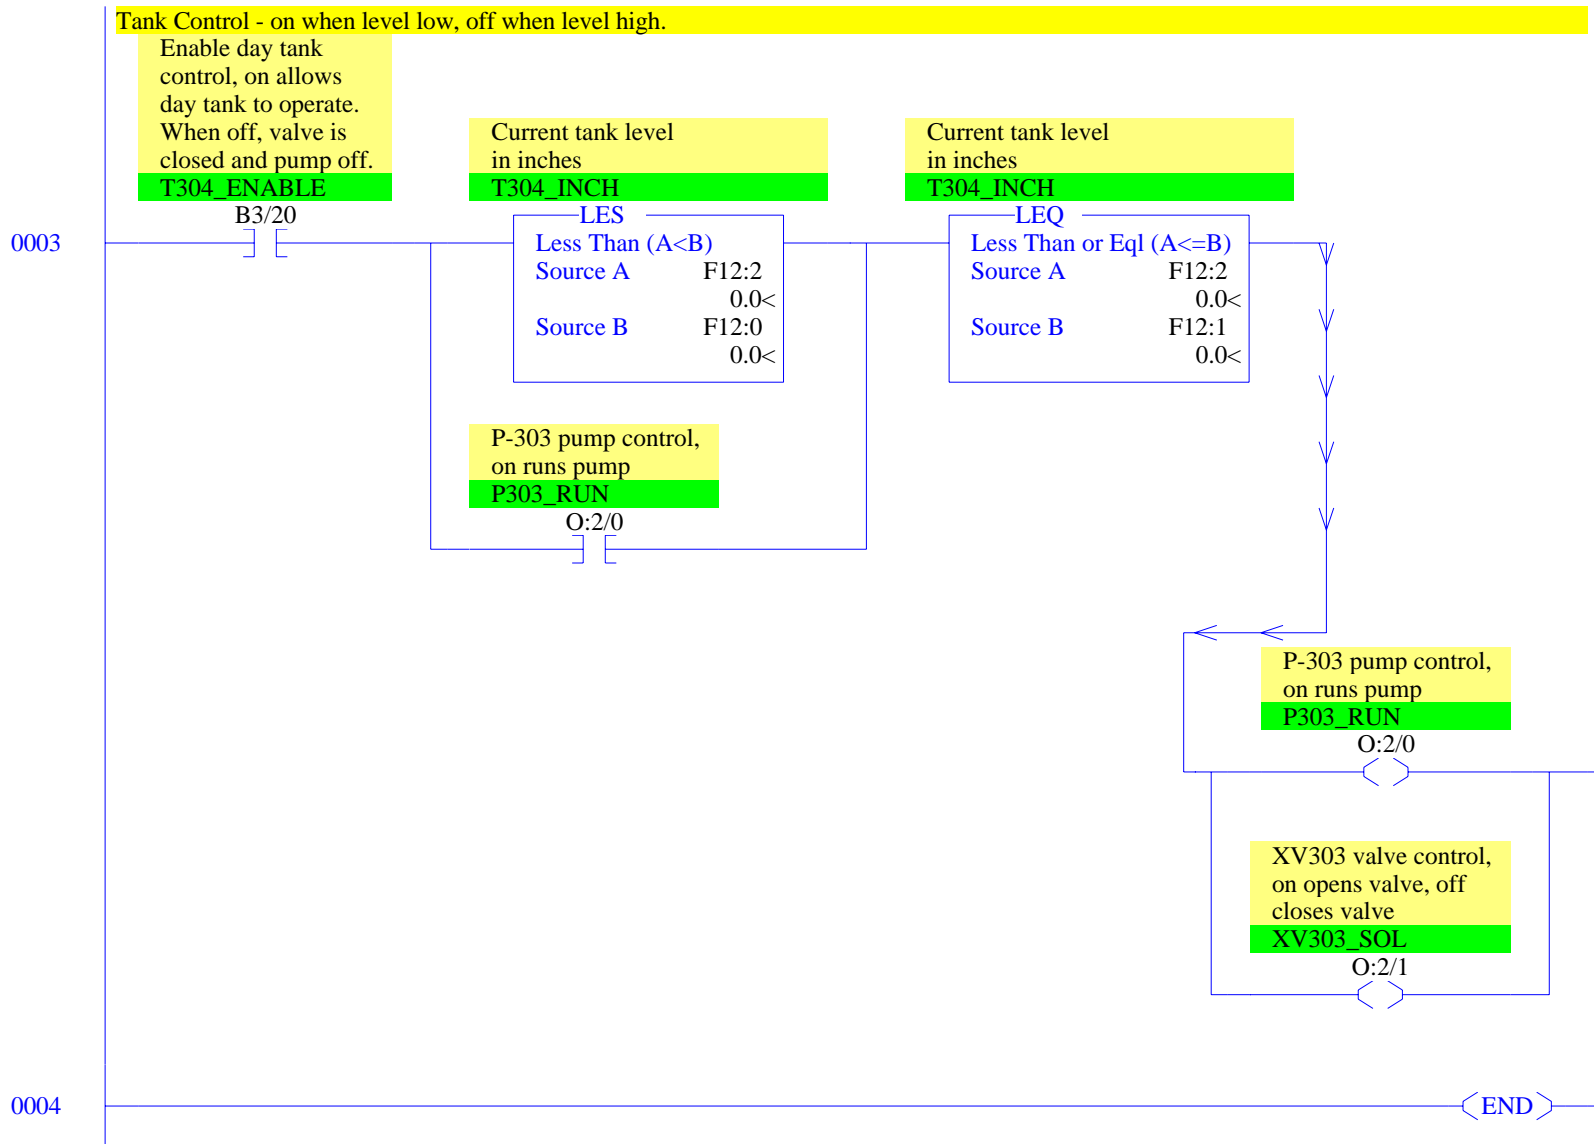 Tank Control - on when level low, off when level high.
Enable day tank
control, on allows
day tank to operate.
When off, valve is
closed and pump off.
T304_ENABLE
B3/20
0003
Current tank level
in inches
T304_INCH
LES
Less Than (A<B)
Source A F12:2
0.0<
Source B F12:0
0.0<
Current tank level
in inches
T304_INCH
LEQ
Less Than or Eql (A<=B)
Source A F12:2
0.0<
Source B F12:1
0.0<
P-303 pump control,
on runs pump
P303_RUN
O:2/0
P-303 pump control,
on runs pump
P303_RUN
O:2/0
XV303 valve control,
on opens valve, off
closes valve
XV303_SOL
O:2/1
0004
END